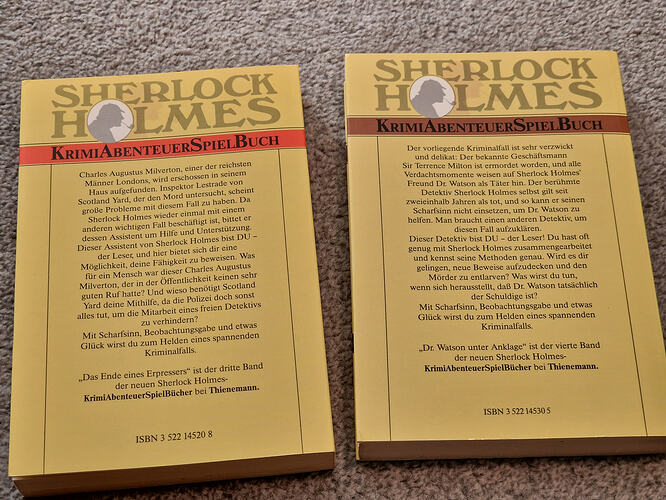 SHERLOCK
HOLMES
KRIMIABENTEUERSPIELBUCH
Charles Augustus Milverton, einer der reichsten
Männer Londons, wird erschossen in seinem
Haus aufgefunden. Inspektor Lestrade von
Scotland Yard, der den Mord untersucht, scheint
große Probleme mit diesem Fall zu haben. Da
Sherlock Holmes wieder einmal mit einem
anderen wichtigen Fall beschäftigt ist, bittet er
dessen Assistent um Hilfe und Unterstützung.
Dieser Assistent von Sherlock Holmes bist DU –
der Leser, und hier bietet sich dir eine
Möglichkeit, deine Fähigkeit zu beweisen. Was
für ein Mensch war dieser Charles Augustus
Milverton, der in der Öffentlichkeit keinen sehr
guten Ruf hatte? Und wieso benötigt Scotland
Yard deine Mithilfe, da die Polizei doch sonst
alles tut, um die Mitarbeit eines freien Detektivs
zu verhindern?
Mit Scharfsinn, Beobachtungsgabe und etwas
Glück wirst du zum Helden eines spannenden
Kriminalfalls.
„Das Ende eines Erpressers“ ist der dritte Band
der neuen Sherlock Holmes-
KrimiAbenteuerSpielBücher bei Thienemann.
ISBN 3 522 14520 8
SHERLOCK
HOLMES
KRIMIABENTEUERSPIELBUCH
Der vorliegende Kriminalfall ist sehr verzwickt
und delikat: Der bekannte Geschäftsmann
Sir Terrence Milton ist ermordet worden, und alle
Verdachtsmomente weisen auf Sherlock Holmes'
Freund Dr. Watson als Täter hin. Der berühmte
Detektiv Sherlock Holmes selbst gilt seit
zweieinhalb Jahren als tot, und so kann er seinen
Scharfsinn nicht einsetzen, um Dr. Watson zu
helfen. Man braucht einen anderen Detektiv, um
diesen Fall aufzuklären.
Dieser Detektiv bist DU – der Leser! Du hast oft
genug mit Sherlock Holmes zusammengearbeitet
und kennst seine Methoden genau. Wird es dir
gelingen, neue Beweise aufzudecken und den
Mörder zu entlarven? Was wirst du tun,
wenn sich herausstellt, daß Dr. Watson tatsächlich
der Schuldige ist?
Mit Scharfsinn, Beobachtungsgabe und etwas
Glück wirst du zum Helden eines spannenden
Kriminalfalls.
„Dr. Watson unter Anklage“ ist der vierte Band
der neuen Sherlock Holmes-
KrimiAbenteuerSpielBücher bei Thienemann.
ISBN 3 522 14530 5